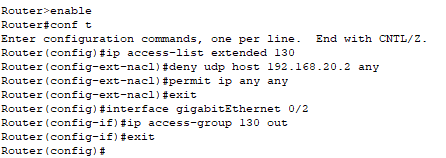 Router>enable
Router#conf t
Enter configuration commands, one per line.  End with CNTL/Z.
Router(config)#ip access-list extended 130
Router(config-ext-nacl)#deny udp host 192.168.20.2 any
Router(config-ext-nacl)#permit ip any any
Router(config-ext-nacl)#exit
Router(config)#interface gigabitEthernet 0/2
Router(config-if)#ip access-group 130 out
Router(config-if)#exit
Router(config)#